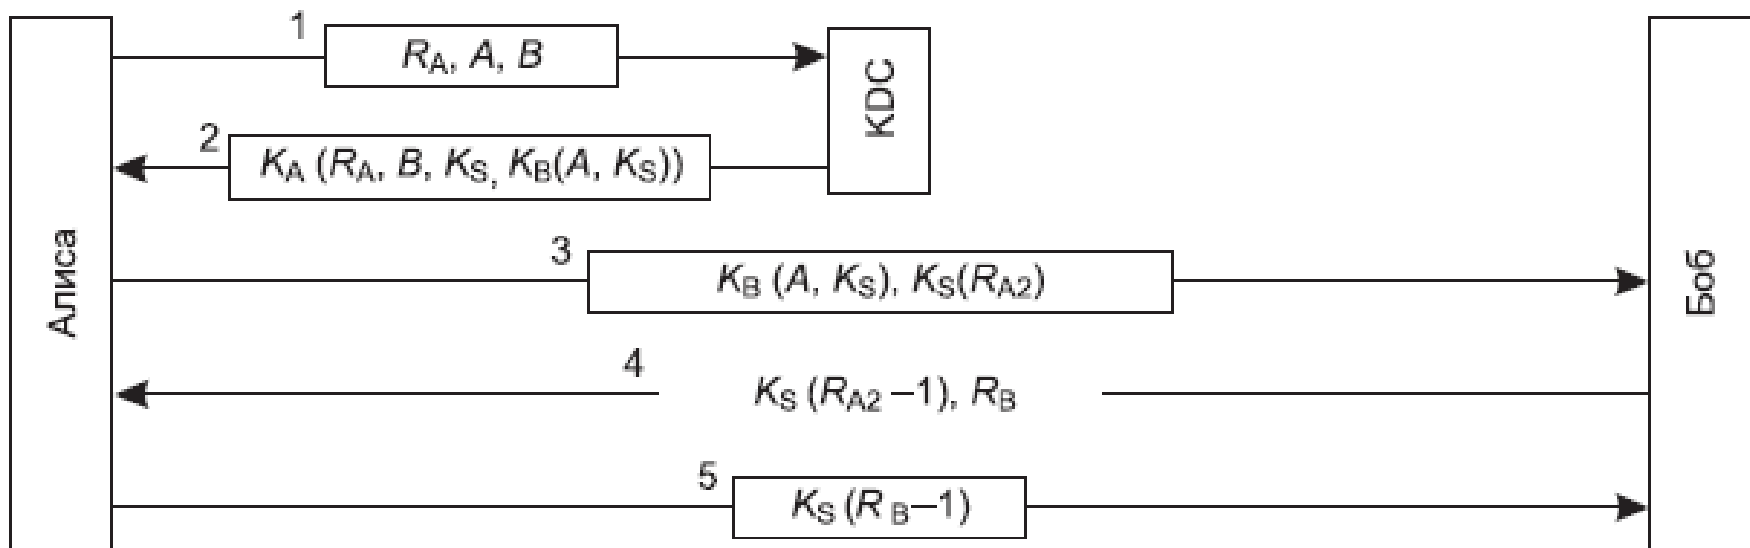 1
R_A, A, B
KDC
2
K_A (R_A, B, K_S, K_B(A, K_S))
Алиса
3
K_B (A, K_S), K_S(R_A2)
Боб
4
K_S (R_A2 –1), R_B
5
K_S (R_B–1)